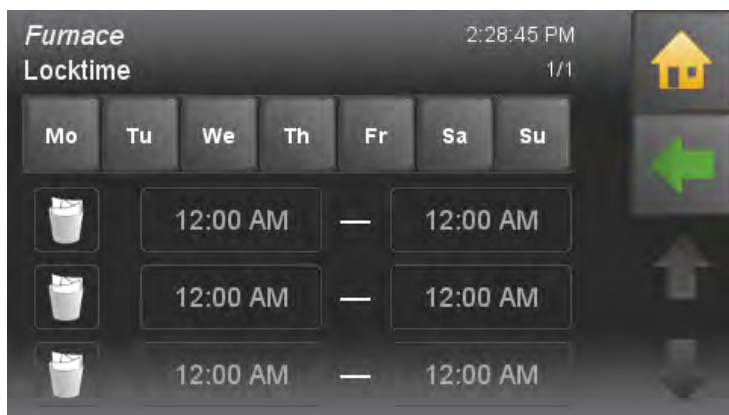 Furnace 2:28:45 PM
Locktime 1/1
Mo Tu We Th Fr Sa Su
12:00 AM — 12:00 AM
12:00 AM — 12:00 AM
12:00 AM — 12:00 AM